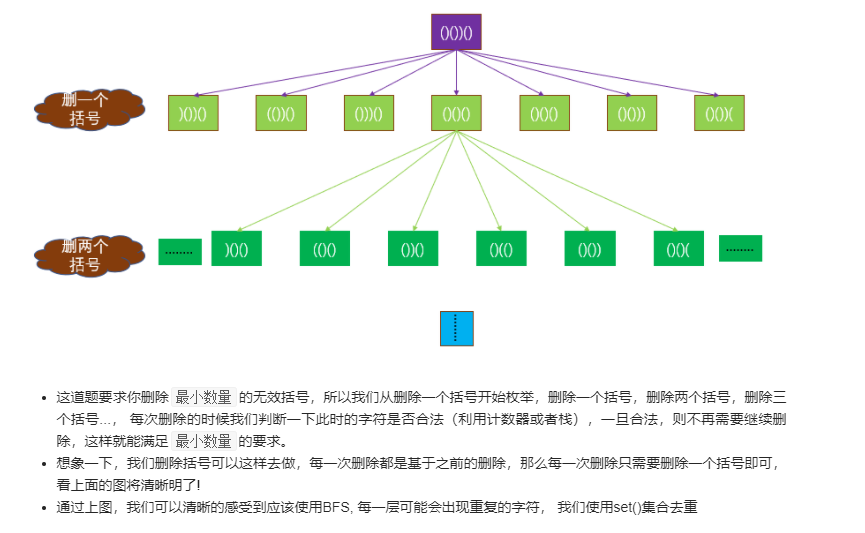 ()())()
删一个
括号
)())()
(())()
()))()
()()()
()()()
()()))
()())(
删两个
括号
........
)()()
(()()
())()
()(()
()())
()()(
........
........
• 这道题要求你删除 最小数量 的无效括号，所以我们从删除一个括号开始枚举，删除一个括号，删除两个括号，删除三
个括号...， 每次删除的时候我们判断一下此时的字符是否合法（利用计数器或者栈），一旦合法，则不再需要继续删
除，这样就能满足 最小数量 的要求。
• 想象一下，我们删除括号可以这样去做，每一次删除都是基于之前的删除，那么每一次删除只需要删除一个括号即可，
看上面的图将清晰明了!
• 通过上图，我们可以清晰的感受到应该使用BFS, 每一层可能会出现重复的字符， 我们使用set()集合去重